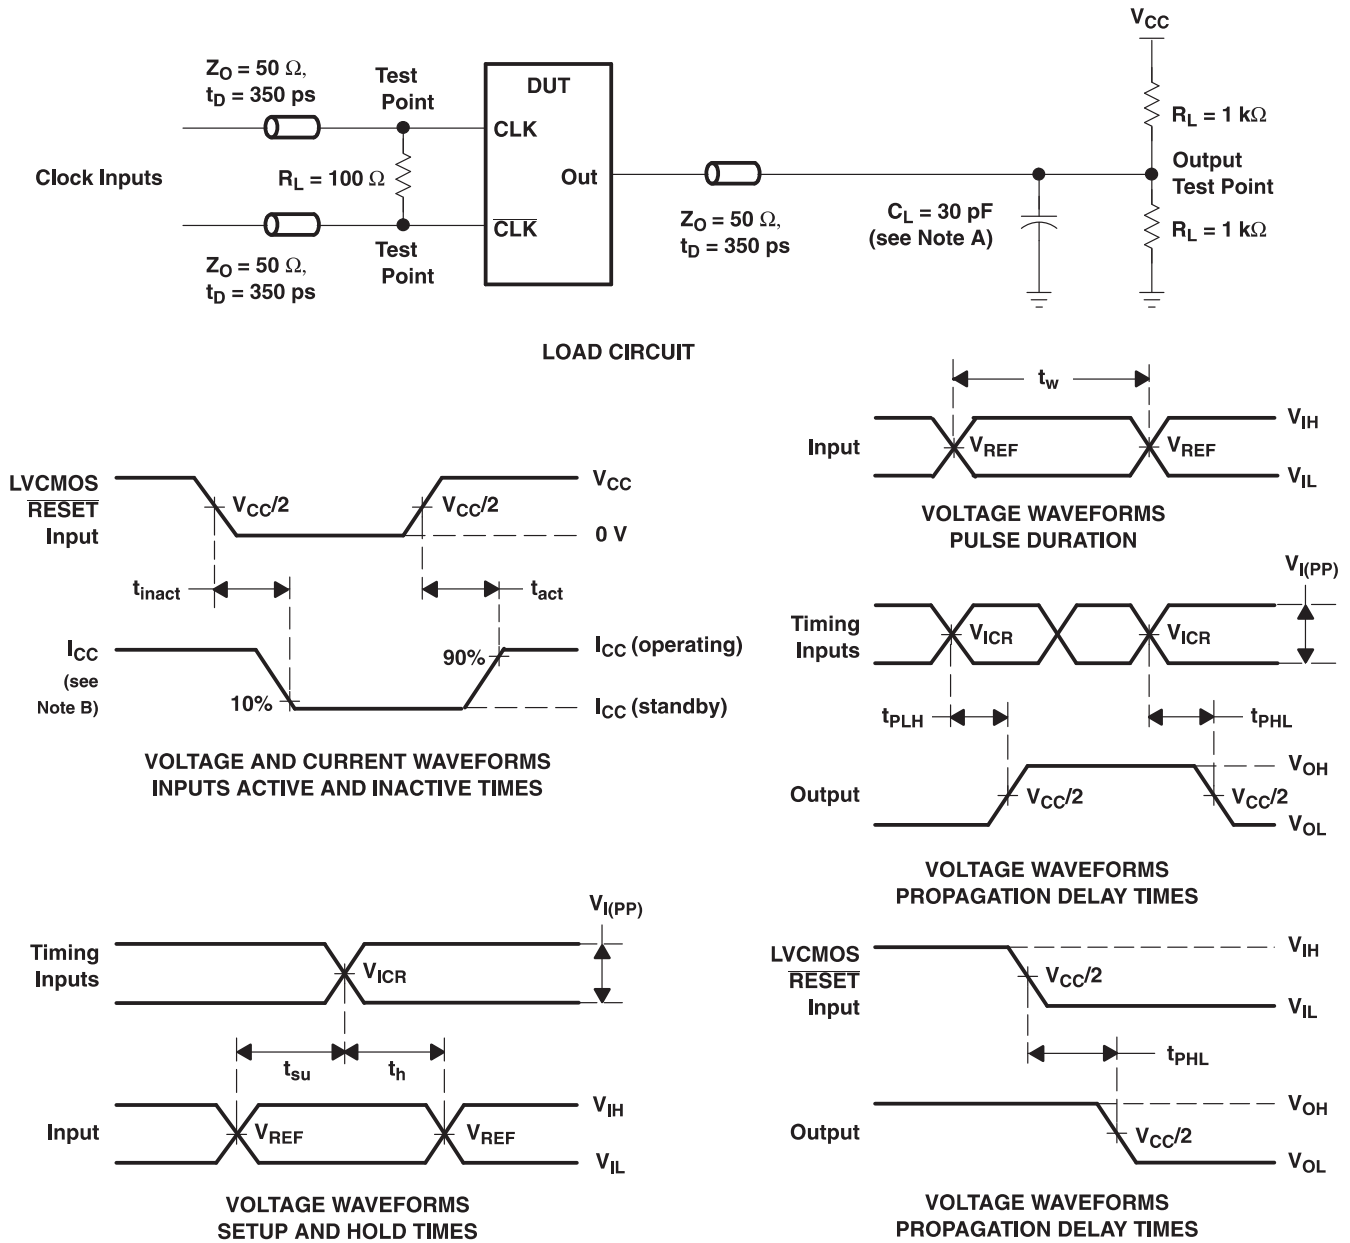 V_CC
Z_O = 50 Ω,
t_D = 350 ps
Test
Point
DUT
CLK
R_L = 1 kΩ
Clock Inputs
R_L = 100 Ω
Out
Output
Test Point
C_L = 30 pF
(see Note A)
R_L = 1 kΩ
Z_O = 50 Ω,
t_D = 350 ps
C̅L̅K̅
Test
Point
Z_O = 50 Ω,
t_D = 350 ps
LOAD CIRCUIT
t_w
Input
V_REF
V_REF
V_IH
V_IL
VOLTAGE WAVEFORMS
PULSE DURATION
LVCMOS
R̅E̅S̅E̅T̅
Input
V_CC/2
V_CC/2
V_CC
0 V
t_inact
t_act
I_CC
(see
Note B)
10%
90%
I_CC (operating)
I_CC (standby)
VOLTAGE AND CURRENT WAVEFORMS
INPUTS ACTIVE AND INACTIVE TIMES
V_I(PP)
Timing
Inputs
V_ICR
V_ICR
t_PLH
t_PHL
Output
V_CC/2
V_CC/2
V_OH
V_OL
VOLTAGE WAVEFORMS
PROPAGATION DELAY TIMES
V_I(PP)
Timing
Inputs
V_ICR
t_su
t_h
Input
V_REF
V_REF
V_IH
V_IL
VOLTAGE WAVEFORMS
SETUP AND HOLD TIMES
LVCMOS
R̅E̅S̅E̅T̅
Input
V_CC/2
V_IH
V_IL
t_PHL
Output
V_CC/2
V_OH
V_OL
VOLTAGE WAVEFORMS
PROPAGATION DELAY TIMES